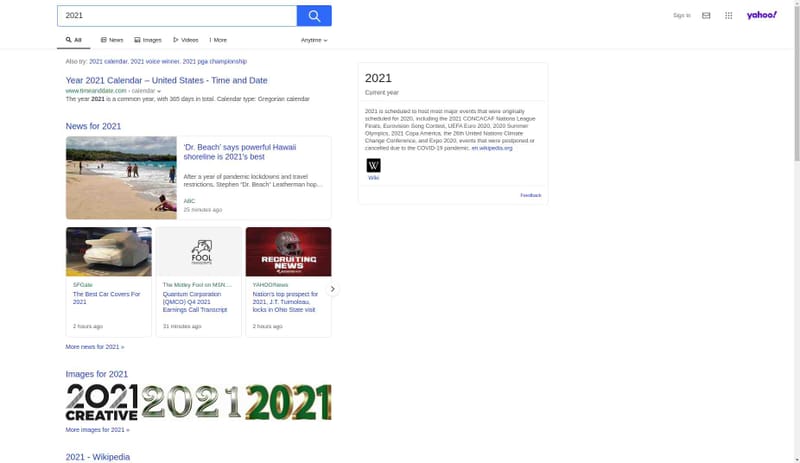 2021
Sign In
yahoo!
All
News
Images
Videos
More
Anytime
Also try: 2021 calendar, 2021 voice winner, 2021 pga championship
Year 2021 Calendar – United States - Time and Date
www.timeanddate.com › calendar
The year 2021 is a common year, with 365 days in total. Calendar type: Gregorian calendar
News for 2021
'Dr. Beach' says powerful Hawaii
shoreline is 2021's best
After a year of pandemic lockdowns and travel
restrictions, Stephen "Dr. Beach" Leatherman hop...
ABC
25 minutes ago
SFGate
The Best Car Covers For
2021
2 hours ago
FOOL
The Motley Fool on MSN....
Quantum Corporation
(QMCO) Q4 2021
Earnings Call Transcript
31 minutes ago
RECRUITING
NEWS
YAHOO!News
Nation's top prospect for
2021, J.T. Tuimoloau,
locks in Ohio State visit
2 hours ago
More news for 2021 »
Images for 2021
2021
CREATIVE
2021
2021
More images for 2021 »
2021 - Wikipedia
2021
Current year
2021 is scheduled to host most major events that were originally
scheduled for 2020, including the 2021 CONCACAF Nations League
Finals, Eurovision Song Contest, UEFA Euro 2020, 2020 Summer
Olympics, 2021 Copa America, the 26th United Nations Climate
Change Conference, and Expo 2020, events that were postponed or
cancelled due to the COVID-19 pandemic. en.wikipedia.org
W
Wiki
Feedback